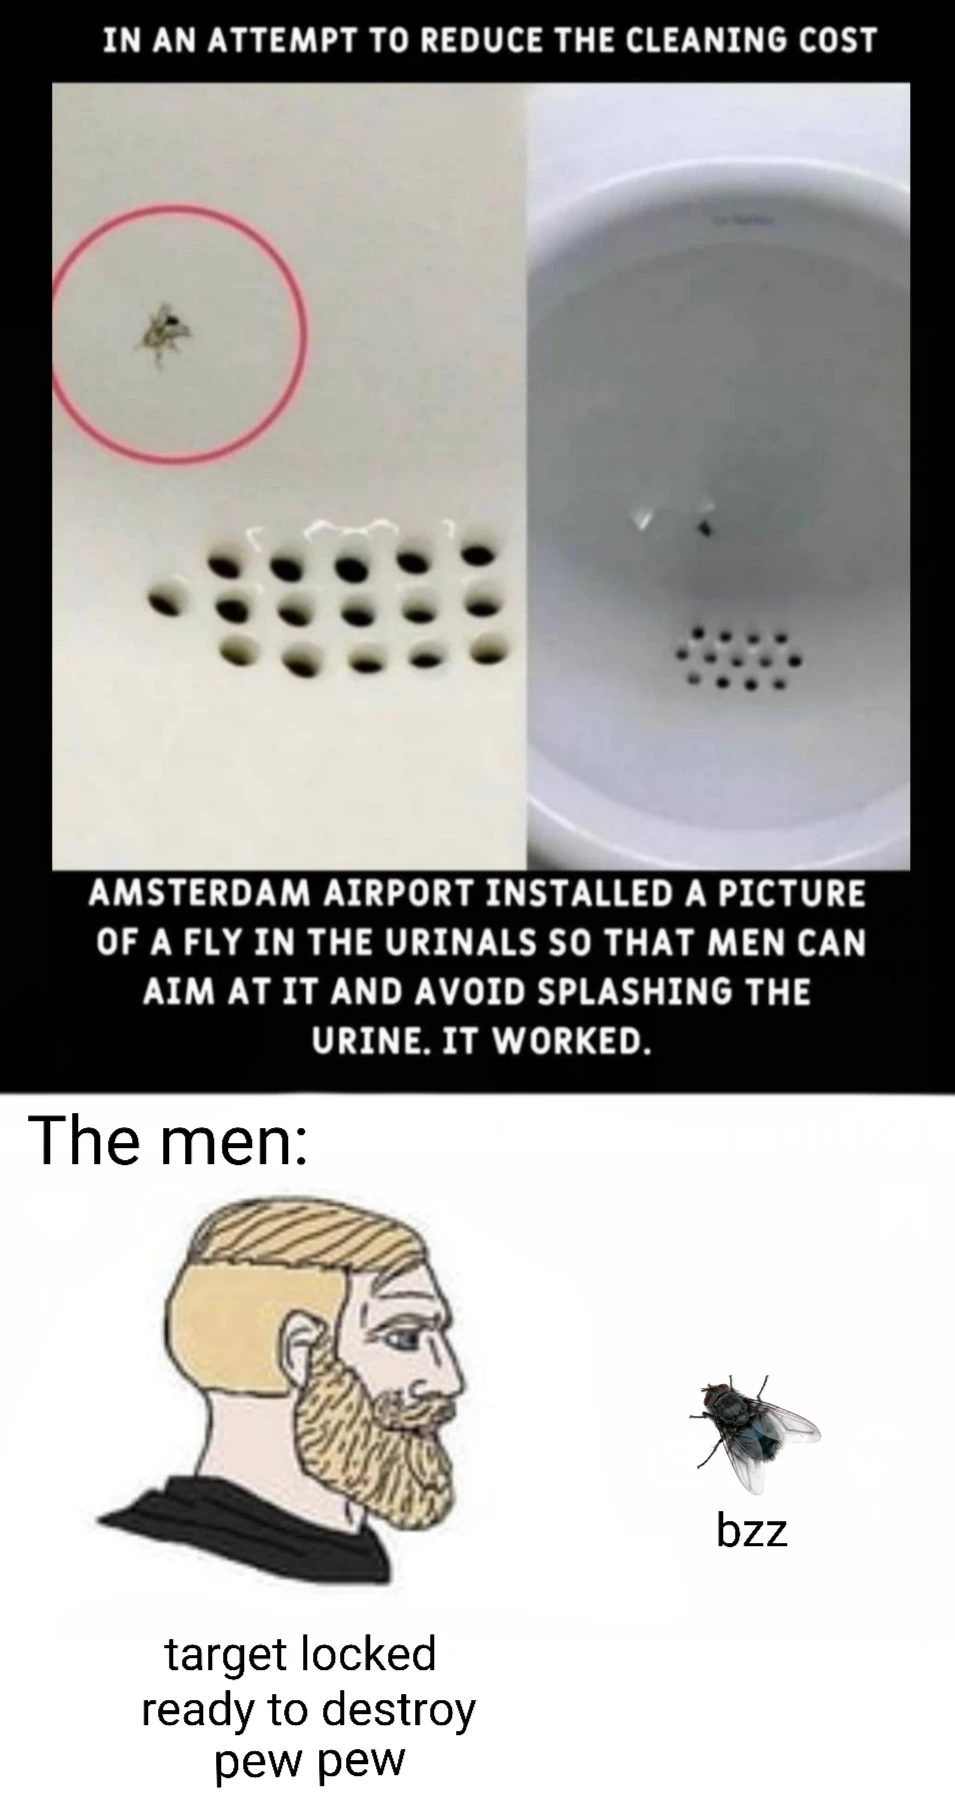 IN AN ATTEMPT TO REDUCE THE CLEANING COST
AMSTERDAM AIRPORT INSTALLED A PICTURE
OF A FLY IN THE URINALS SO THAT MEN CAN
AIM AT IT AND AVOID SPLASHING THE
URINE. IT WORKED.
The men:
bzz
target locked
ready to destroy
pew pew